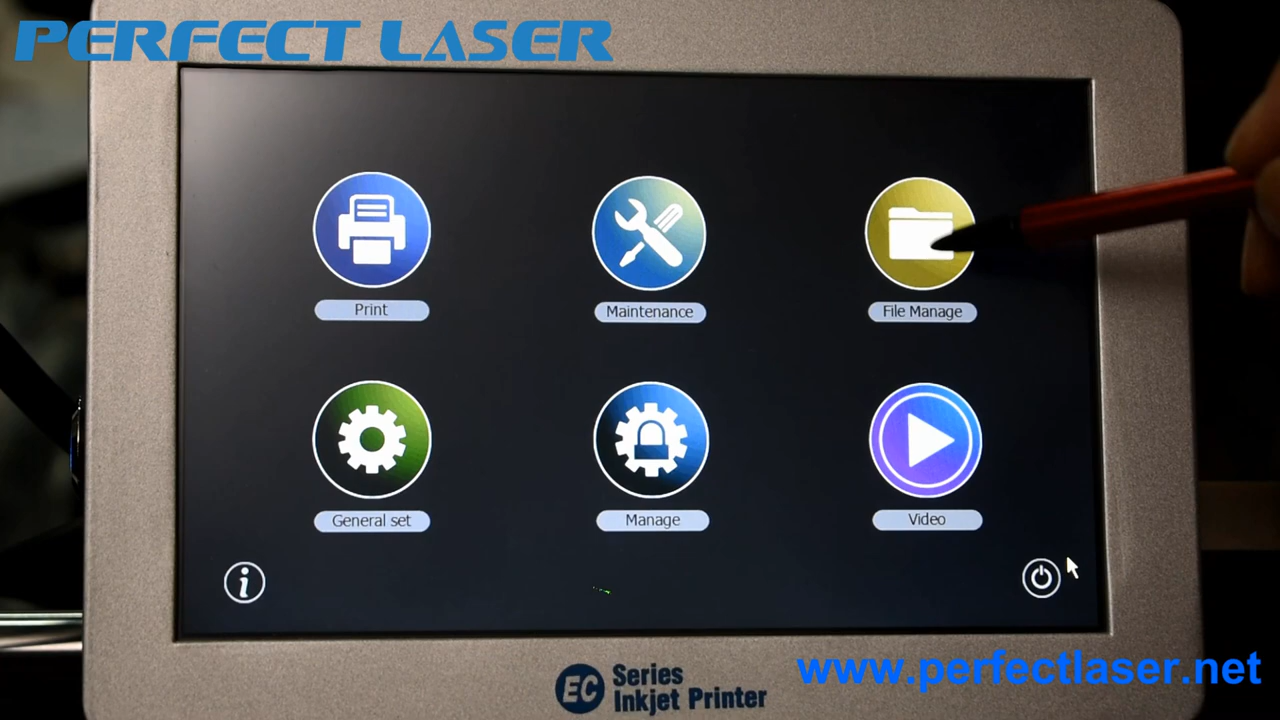 PERFECT LASER
Print
Maintenance
File Manage
General set
Manage
Video
i
EC Series
Inkjet Printer
www.perfectlaser.net